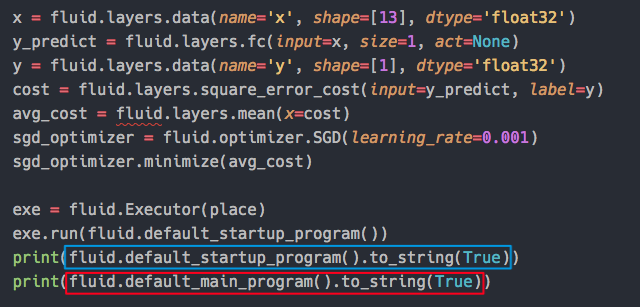 x = fluid.layers.data(name='x', shape=[13], dtype='float32')
y_predict = fluid.layers.fc(input=x, size=1, act=None)
y = fluid.layers.data(name='y', shape=[1], dtype='float32')
cost = fluid.layers.square_error_cost(input=y_predict, label=y)
avg_cost = fluid.layers.mean(x=cost)
sgd_optimizer = fluid.optimizer.SGD(learning_rate=0.001)
sgd_optimizer.minimize(avg_cost)
exe = fluid.Executor(place)
exe.run(fluid.default_startup_program())
print(fluid.default_startup_program().to_string(True))
print(fluid.default_main_program().to_string(True))